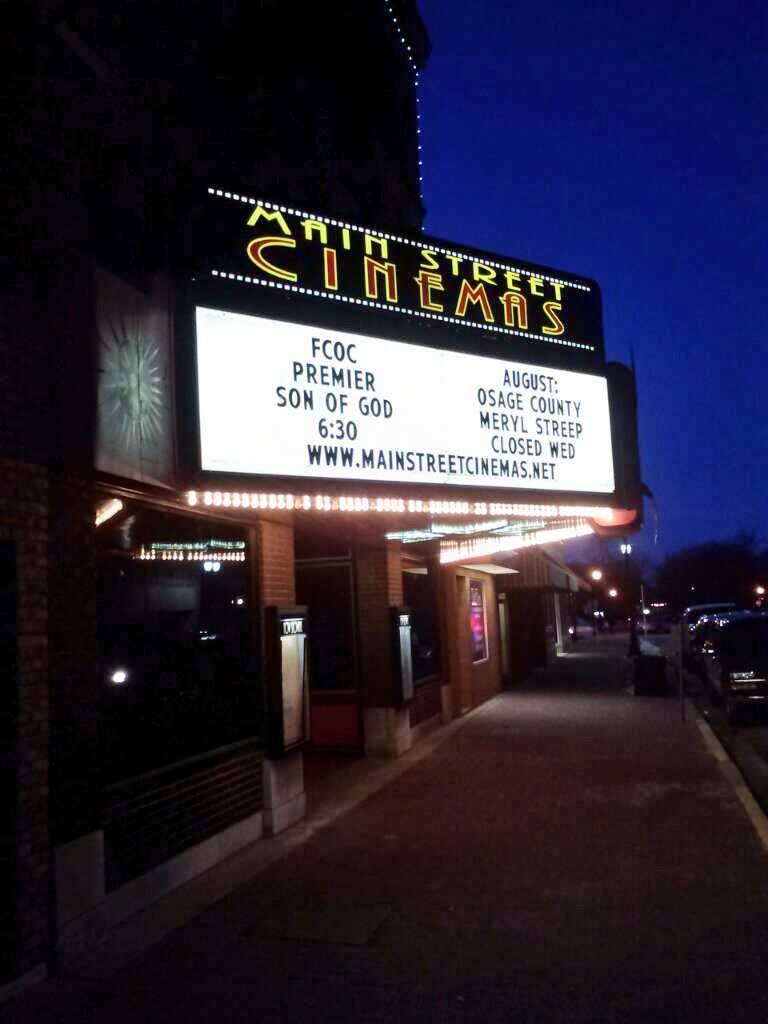 MAIN STREET
CINEMAS
FCOC
PREMIER
SON OF GOD
6:30
AUGUST:
OSAGE COUNTY
MERYL STREEP
CLOSED WED
WWW.MAINSTREETCINEMAS.NET